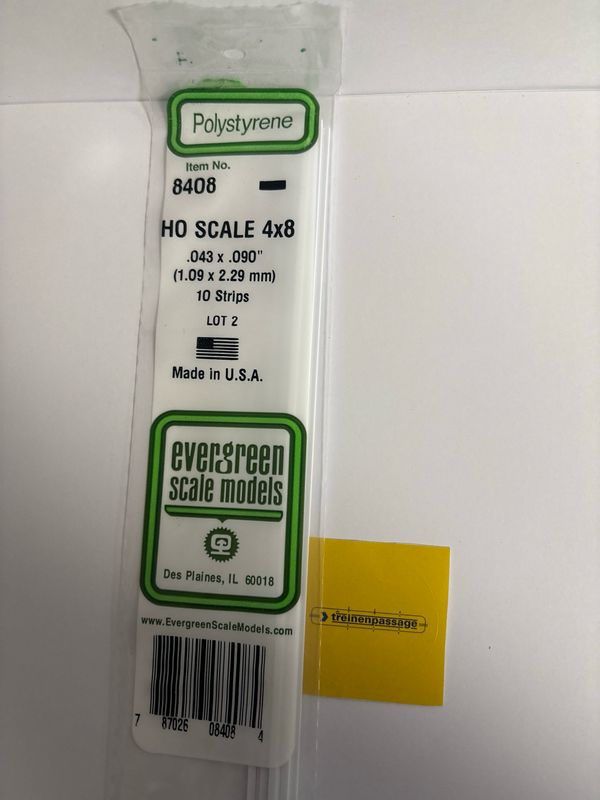 Polystyrene
Item No.
8408
HO SCALE 4x8
.043 x .090"
(1.09 x 2.29 mm)
10 Strips
LOT 2
Made in U.S.A.
evergreen
scale models
Des Plaines, IL 60018
www.EvergreenScaleModels.com
7 87026 08408 4
treinenpassage